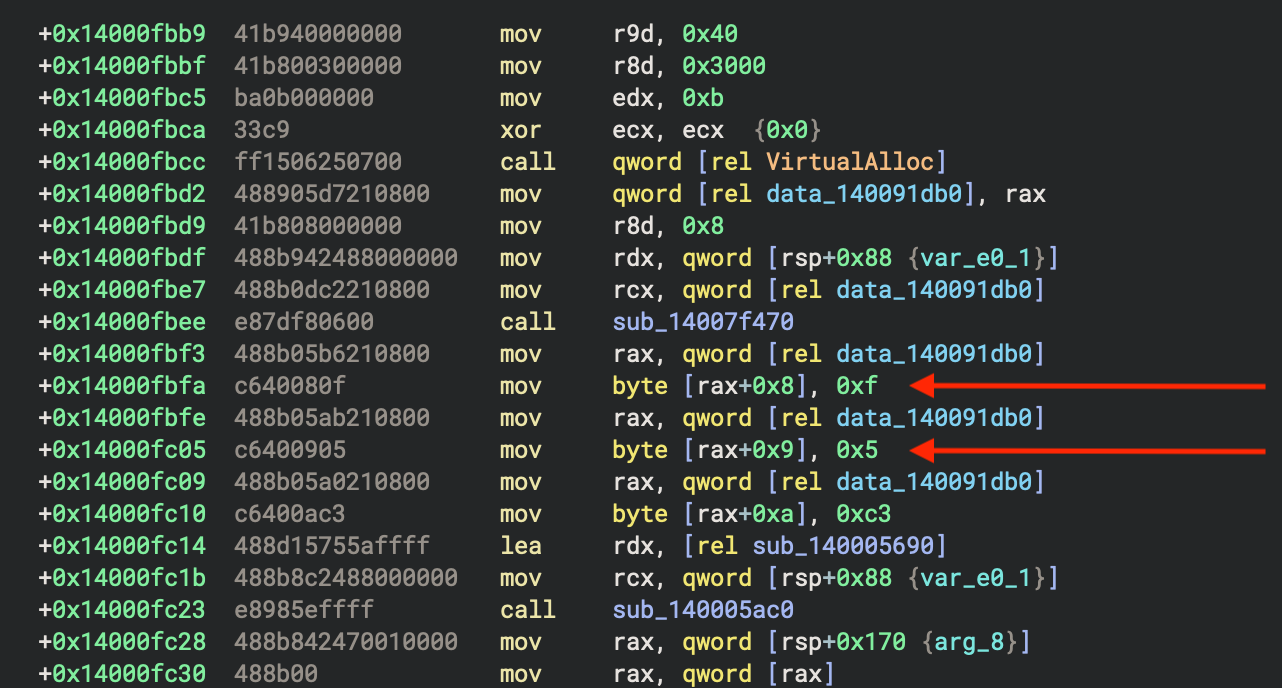 +0x14000fbb9 41b940000000 mov r9d, 0x40
+0x14000fbbf 41b800300000 mov r8d, 0x3000
+0x14000fbc5 ba0b000000 mov edx, 0xb
+0x14000fbca 33c9 xor ecx, ecx {0x0}
+0x14000fbcc ff1506250700 call qword [rel VirtualAlloc]
+0x14000fbd2 488905d7210800 mov qword [rel data_140091db0], rax
+0x14000fbd9 41b808000000 mov r8d, 0x8
+0x14000fbdf 488b942488000000 mov rdx, qword [rsp+0x88 {var_e0_1}]
+0x14000fbe7 488b0dc2210800 mov rcx, qword [rel data_140091db0]
+0x14000fbee e87df80600 call sub_14007f470
+0x14000fbf3 488b05b6210800 mov rax, qword [rel data_140091db0]
+0x14000fbfa c640080f mov byte [rax+0x8], 0xf
+0x14000fbfe 488b05ab210800 mov rax, qword [rel data_140091db0]
+0x14000fc05 c6400905 mov byte [rax+0x9], 0x5
+0x14000fc09 488b05a0210800 mov rax, qword [rel data_140091db0]
+0x14000fc10 c6400ac3 mov byte [rax+0xa], 0xc3
+0x14000fc14 488d15755affff lea rdx, [rel sub_140005690]
+0x14000fc1b 488b8c2488000000 mov rcx, qword [rsp+0x88 {var_e0_1}]
+0x14000fc23 e8985effff call sub_140005ac0
+0x14000fc28 488b842470010000 mov rax, qword [rsp+0x170 {arg_8}]
+0x14000fc30 488b00 mov rax, qword [rax]